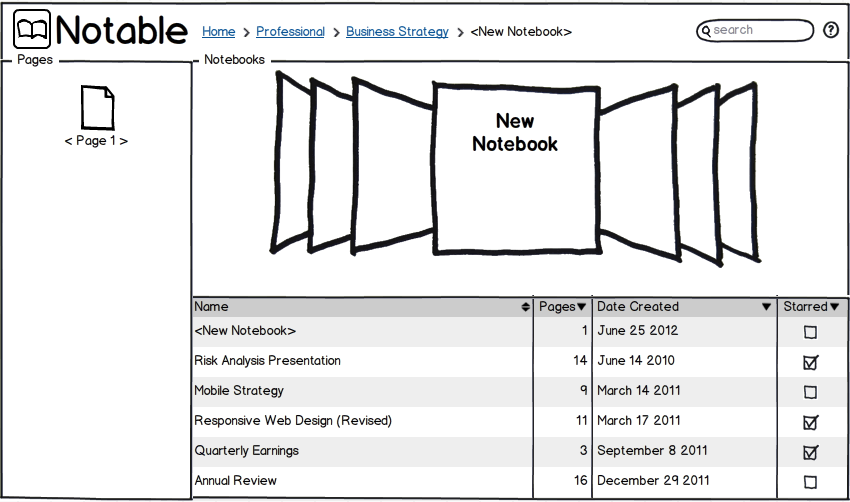 Notable Home > Professional > Business Strategy > <New Notebook> search ?
Pages
< Page 1 >
Notebooks
New
Notebook
Name Pages Date Created Starred
<New Notebook> 1 June 25 2012
Risk Analysis Presentation 14 June 14 2010
Mobile Strategy 9 March 14 2011
Responsive Web Design (Revised) 11 March 17 2011
Quarterly Earnings 3 September 8 2011
Annual Review 16 December 29 2011